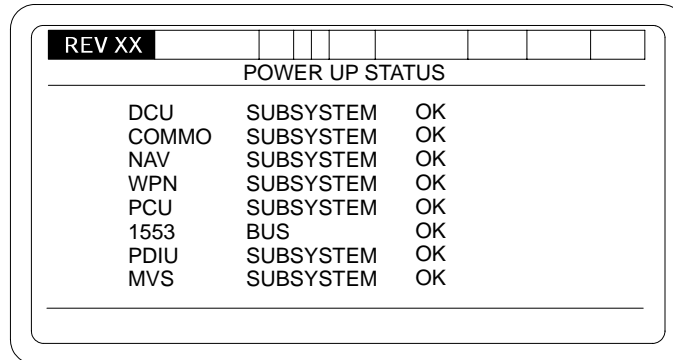 REV XX
POWER UP STATUS
DCU SUBSYSTEM OK
COMMO SUBSYSTEM OK
NAV SUBSYSTEM OK
WPN SUBSYSTEM OK
PCU SUBSYSTEM OK
1553 BUS OK
PDIU SUBSYSTEM OK
MVS SUBSYSTEM OK